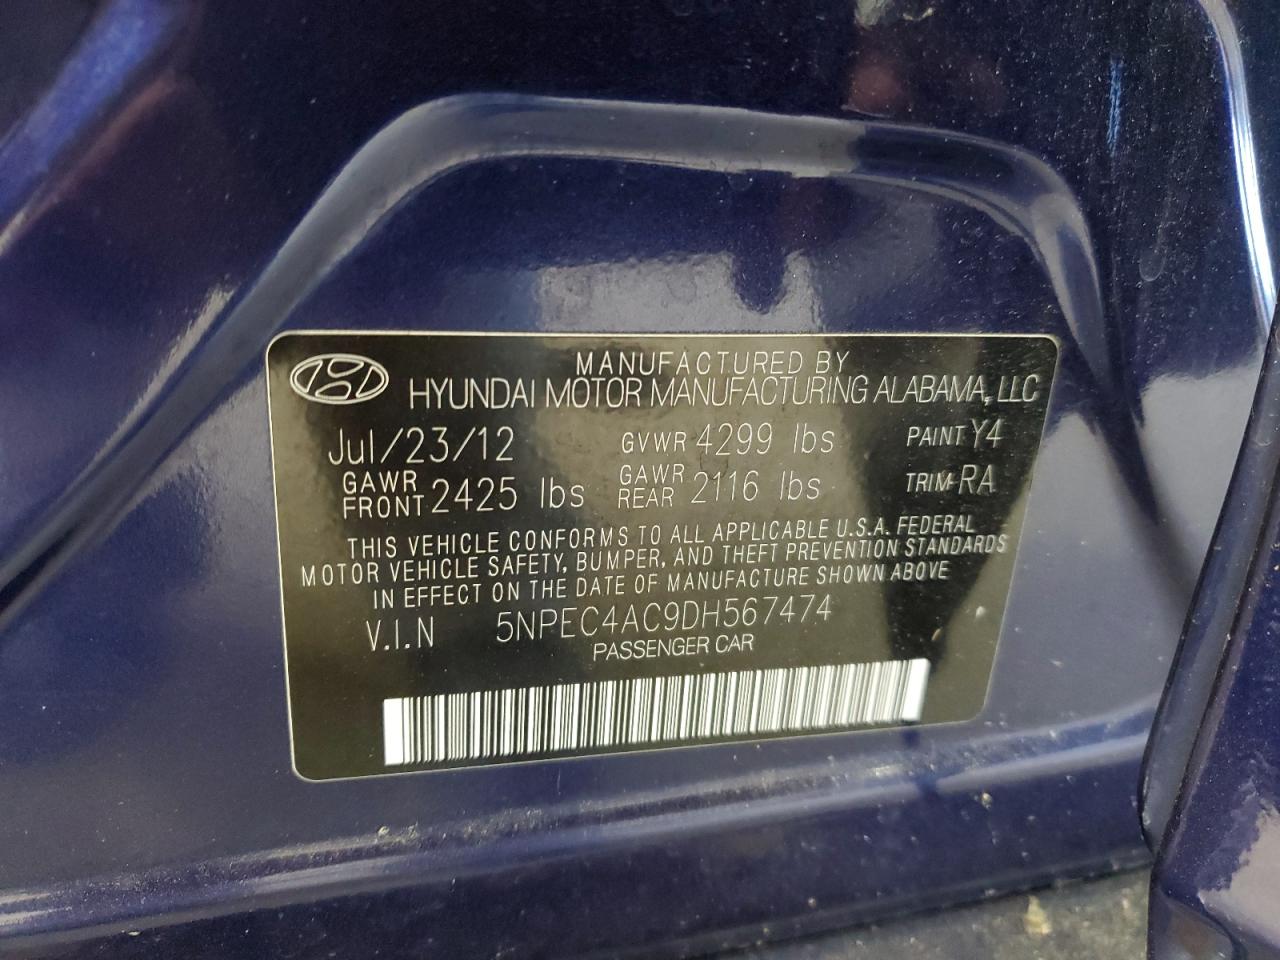 MANUFACTURED BY
HYUNDAI MOTOR MANUFACTURING ALABAMA, LLC
Jul/23/12 GVWR 4299 lbs PAINT Y4
GAWR FRONT 2425 lbs GAWR REAR 2116 lbs TRIM RA
THIS VEHICLE CONFORMS TO ALL APPLICABLE U.S.A. FEDERAL
MOTOR VEHICLE SAFETY, BUMPER, AND THEFT PREVENTION STANDARDS
IN EFFECT ON THE DATE OF MANUFACTURE SHOWN ABOVE
V.I.N 5NPEC4AC9DH567474
PASSENGER CAR